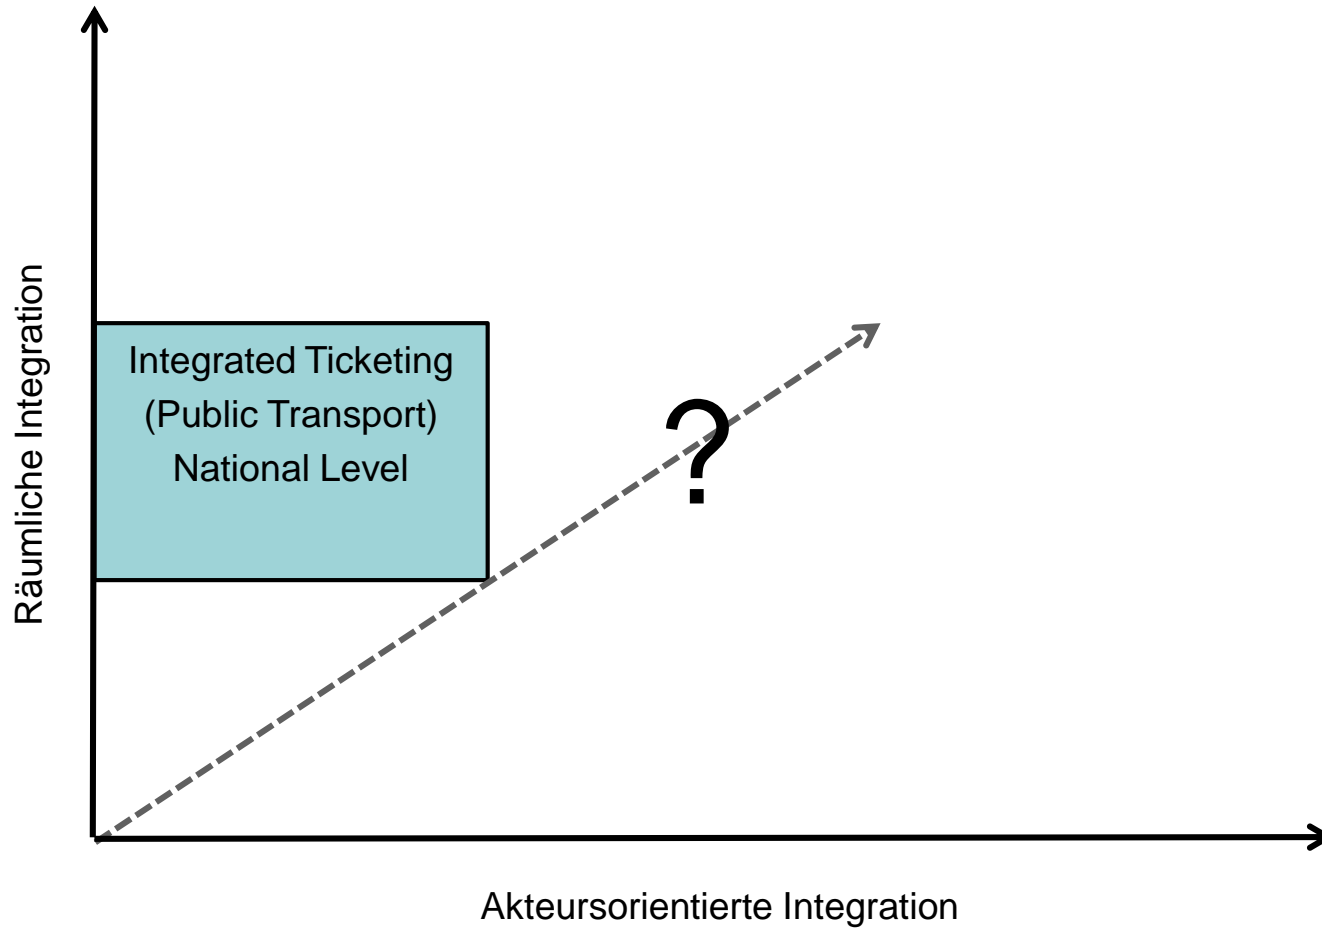 Räumliche Integration
Integrated Ticketing
(Public Transport)
National Level
?
Akteursorientierte Integration